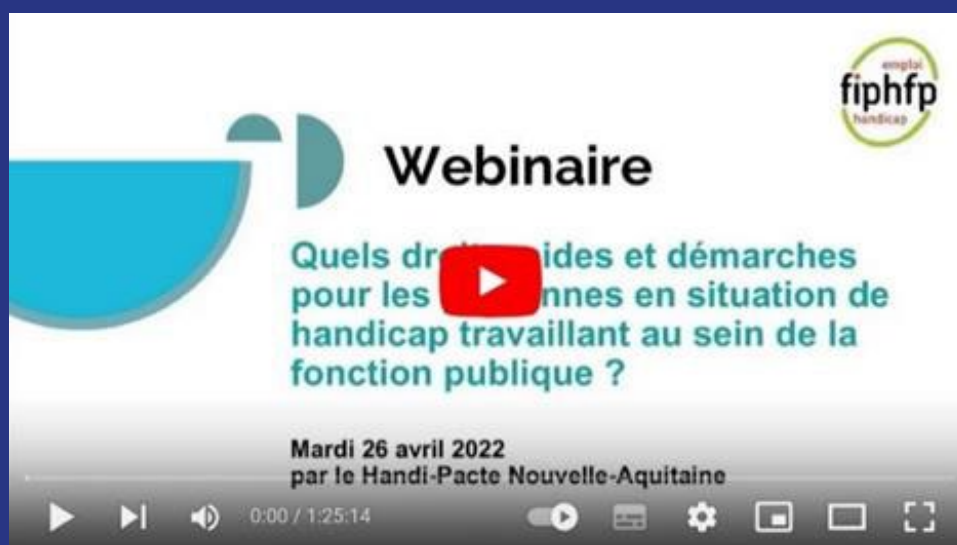 emploi
fiphfp
handicap
Webinaire
Quels ides et démarches
pour les en situation de
handicap travaillant au sein de la
fonction publique ?
Mardi 26 avril 2022
par le Handi-Pacte Nouvelle-Aquitaine
0:00 / 1:25:14